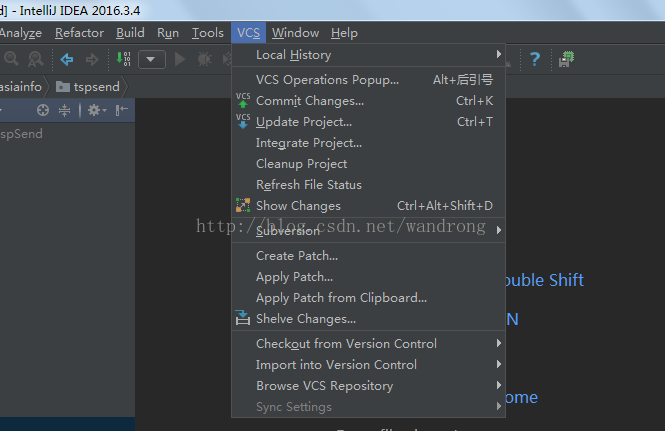 d] - IntelliJ IDEA 2016.3.4
Analyze Refactor Build Run Tools VCS Window Help
Local History
asiainfo tspsend
VCS Operations Popup... Alt+后引号
Commit Changes... Ctrl+K
Update Project... Ctrl+T
spSend
Integrate Project...
Cleanup Project
Refresh File Status
Show Changes Ctrl+Alt+Shift+D
http://blog.csdn.net/wandrong
Subversion
Create Patch...
Apply Patch...
ouble Shift
Apply Patch from Clipboard...
Shelve Changes...
N
Checkout from Version Control
Import into Version Control
Browse VCS Repository
ome
Sync Settings